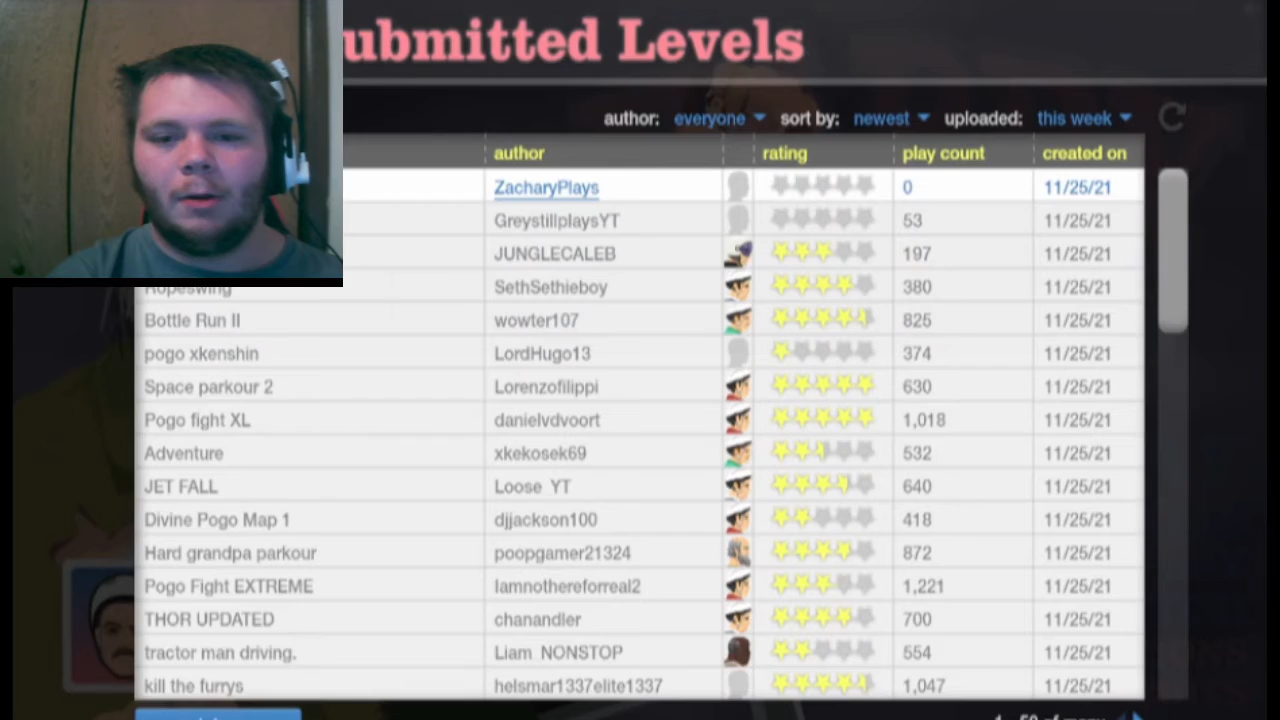 ubmitted Levels
author: everyone sort by: newest uploaded: this week
author rating play count created on
ZacharyPlays 0 11/25/21
GreystillplaysYT 53 11/25/21
JUNGLECALEB 197 11/25/21
Ropeswing SethSethieboy 380 11/25/21
Bottle Run II wowter107 825 11/25/21
pogo xkenshin LordHugo13 374 11/25/21
Space parkour 2 Lorenzofilippi 630 11/25/21
Pogo fight XL danielvdvoort 1,018 11/25/21
Adventure xkekosek69 532 11/25/21
JET FALL Loose YT 640 11/25/21
Divine Pogo Map 1 djjackson100 418 11/25/21
Hard grandpa parkour poopgamer21324 872 11/25/21
Pogo Fight EXTREME Iamnothereforreal2 1,221 11/25/21
THOR UPDATED chanandler 700 11/25/21
tractor man driving. Liam NONSTOP 554 11/25/21
kill the furrys helsmar1337elite1337 1,047 11/25/21